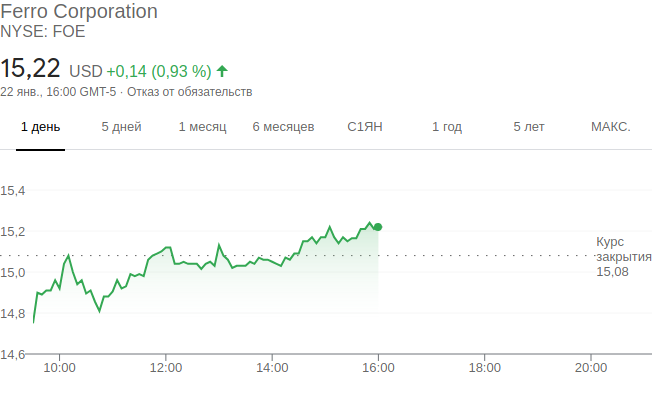 Ferro Corporation
NYSE: FOE
15,22 USD +0,14 (0,93 %)
22 янв., 16:00 GMT-5 · Отказ от обязательств
1 день 5 дней 1 месяц 6 месяцев С1ЯН 1 год 5 лет МАКС.
15,4
15,2
Курс
закрытия
15,08
15,0
14,8
14,6
10:00 12:00 14:00 16:00 18:00 20:00